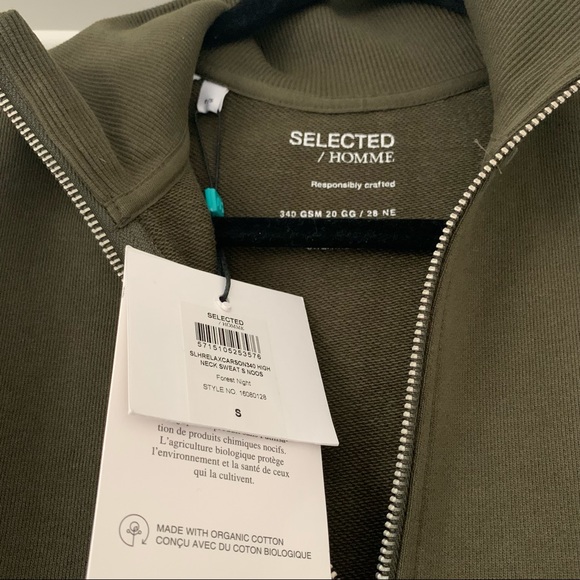 SELECTED
/ HOMME
Responsibly crafted
340 GSM 20 GG / 28 NE
SELECTED
/ HOMME
5715105253576
SLHRELAXCARSON340 HIGH
NECK SWEAT S NOOS
Forest Night
STYLE NO. 16080128
S
tion de produits chimiques nocifs.
L'agriculture biologique protège
l'environnement et la santé de ceux
qui la cultivent.
MADE WITH ORGANIC COTTON
CONÇU AVEC DU COTON BIOLOGIQUE